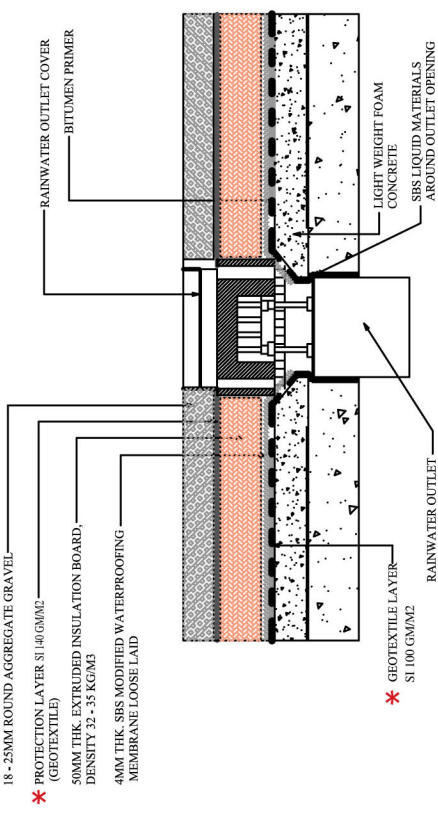 18 - 25MM ROUND AGGREGATE GRAVEL
* PROTECTION LAYER SI 140 GM/M2
(GEOTEXTILE)
50MM THK. EXTRUDED INSULATION BOARD,
DENSITY 32 - 35 KG/M3
4MM THK. SBS MODIFIED WATERPROOFING
MEMBRANE LOOSE LAID
RAINWATER OUTLET COVER
BITUMEN PRIMER
* GEOTEXTILE LAYER
SI 100 GM/M2
RAINWATER OUTLET
LIGHT WEIGHT FOAM
CONCRETE
SBS LIQUID MATERIALS
AROUND OUTLET OPENING